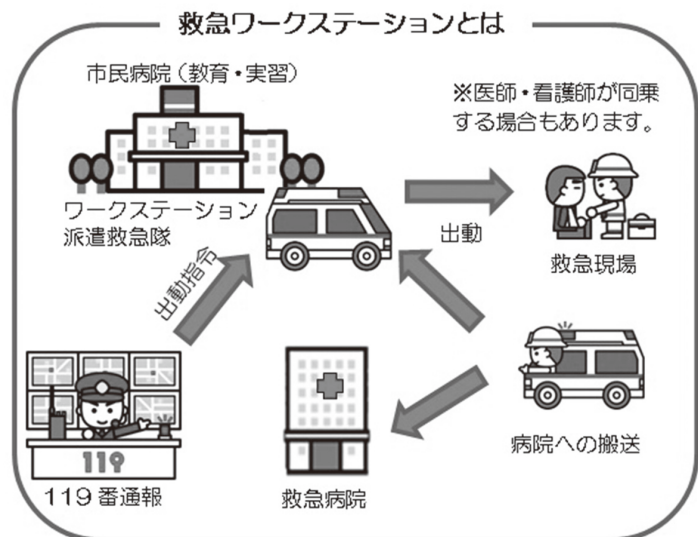 救急ワークステーションとは
市民病院（教育・実習）
※医師・看護師が同乗
する場合もあります。
ワークステーション
派遣救急隊
出動
救急現場
出動指令
119
119番通報
救急病院
病院への搬送